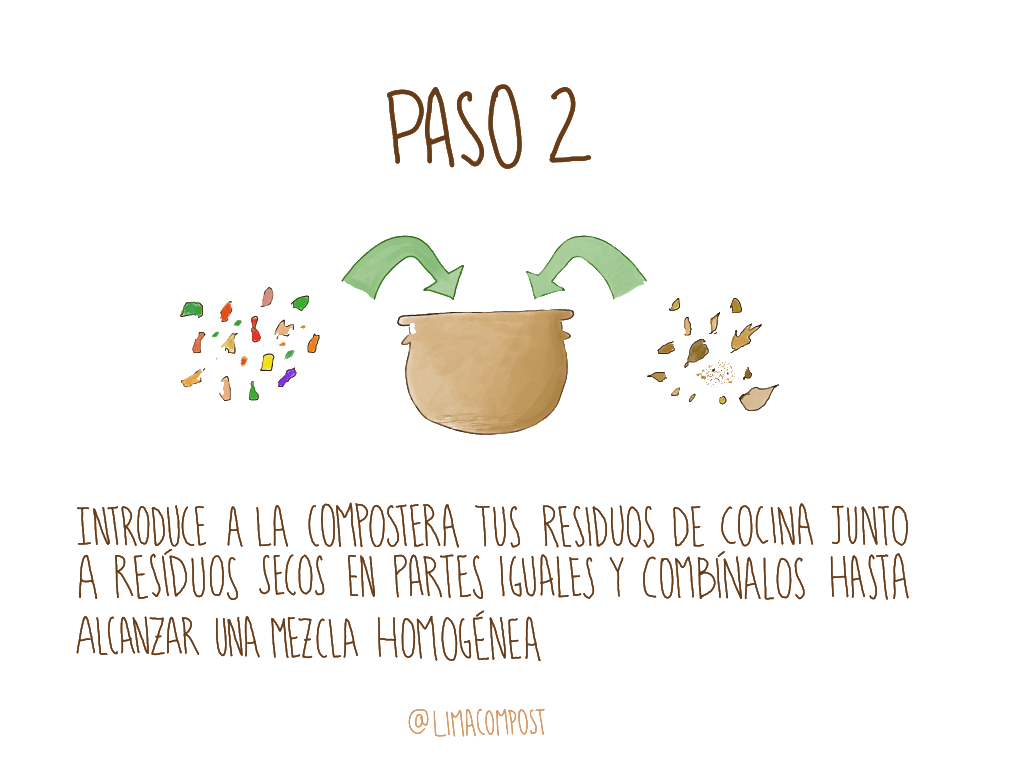 PASO 2
INTRODUCE A LA COMPOSTERA TUS RESIDUOS DE COCINA JUNTO
A RESÍDUOS SECOS EN PARTES IGUALES Y COMBÍNALOS HASTA
ALCANZAR UNA MEZCLA HOMOGÉNEA
@LIMACOMPOST